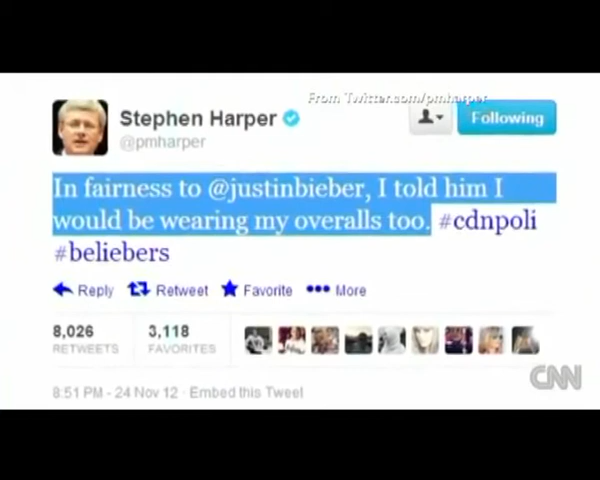 From Twitter.com/pmharper
Stephen Harper
@pmharper
Following
In fairness to @justinbieber, I told him I
would be wearing my overalls too. #cdnpoli
#beliebers
Reply Retweet Favorite More
8,026 3,118
RETWEETS FAVORITES
CNN
8:51 PM - 24 Nov 12 · Embed this Tweet